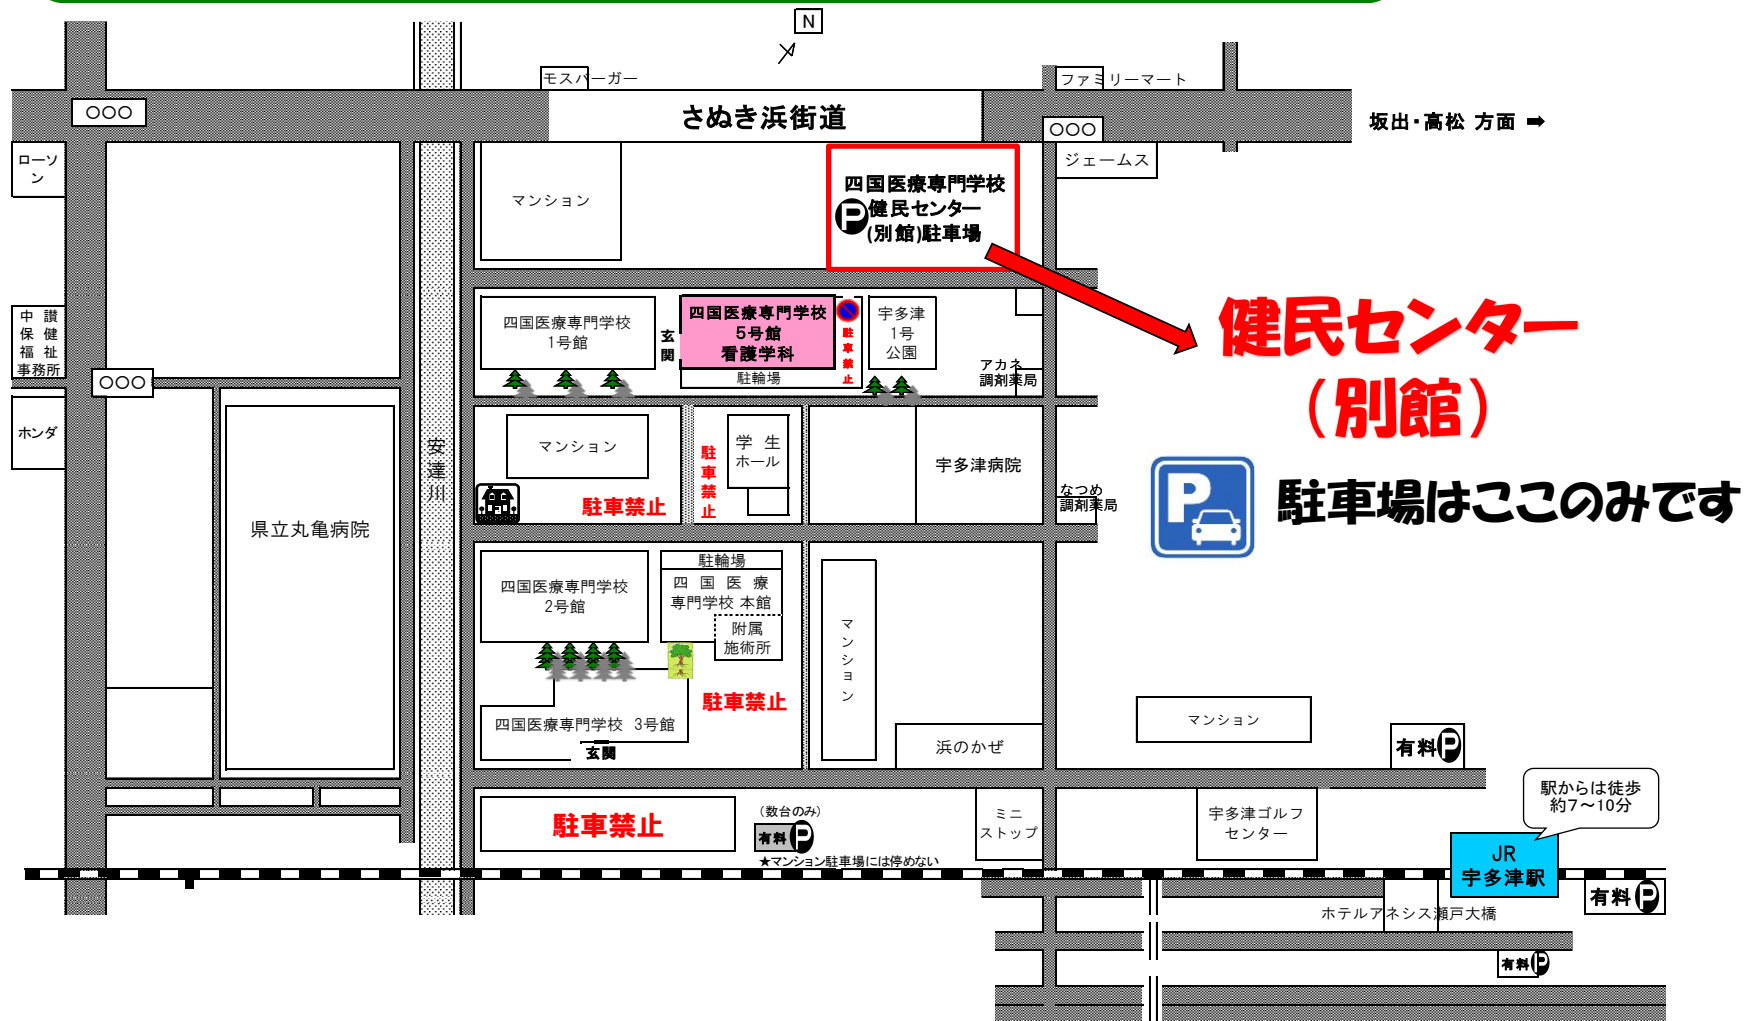 N
モスバーガー
ファミリーマート
○○○
さぬき浜街道
○○○
坂出・高松 方面 ➡
ローソ
ン
マンション
四国医療専門学校
P
健民センター
(別館)駐車場
ジェームス
中 讃
保 健
福 祉
事務所
○○○
ホンダ
四国医療専門学校
1号館
玄
関
四国医療専門学校
5号館
看護学科
駐輪場
駐
車
禁
止
宇多津
1号
公園
アカネ
調剤薬局
健民センター
（別館）
P
駐車場はここのみです
安
達
川
県立丸亀病院
マンション
駐車禁止
駐
車
禁
止
学 生
ホール
宇多津病院
なつめ
調剤薬局
四国医療専門学校
2号館
駐輪場
四 国 医 療
専門学校 本館
附属
施術所
駐車禁止
四国医療専門学校 3号館
玄関
マ
ン
シ
ョ
ン
浜のかぜ
マンション
有料P
駅からは徒歩
約7～10分
駐車禁止
（数台のみ）
有料P
★マンション駐車場には停めない
ミニ
ストップ
宇多津ゴルフ
センター
JR
宇多津駅
有料P
ホテルアネシス瀬戸大橋
有料P